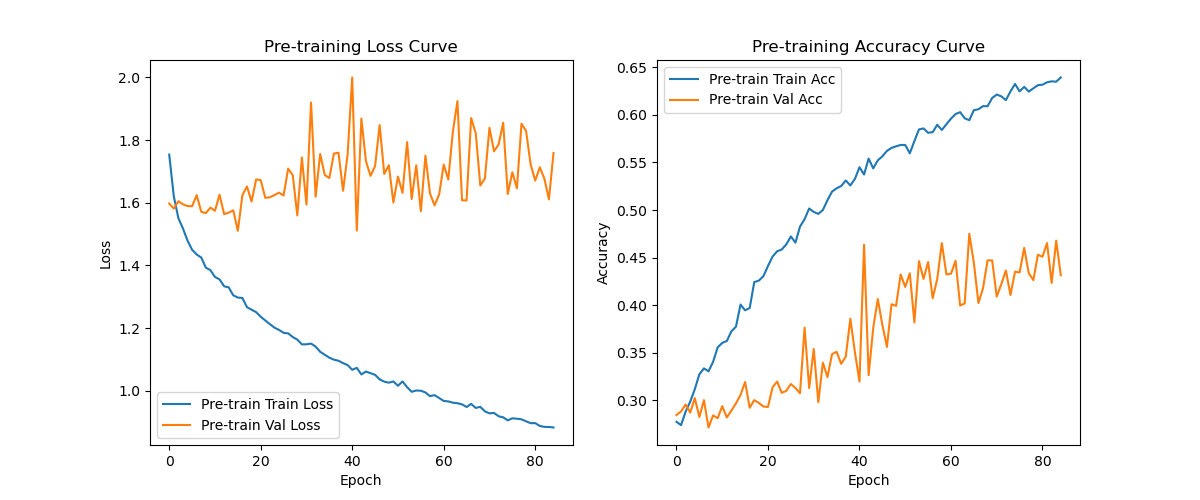 Pre-training Loss Curve
2.0
1.8
1.6
1.4
1.2
1.0
Loss
Pre-train Train Loss
Pre-train Val Loss
0 20 40 60 80
Epoch
Pre-training Accuracy Curve
0.65
0.60
0.55
0.50
0.45
0.40
0.35
0.30
Accuracy
Pre-train Train Acc
Pre-train Val Acc
0 20 40 60 80
Epoch